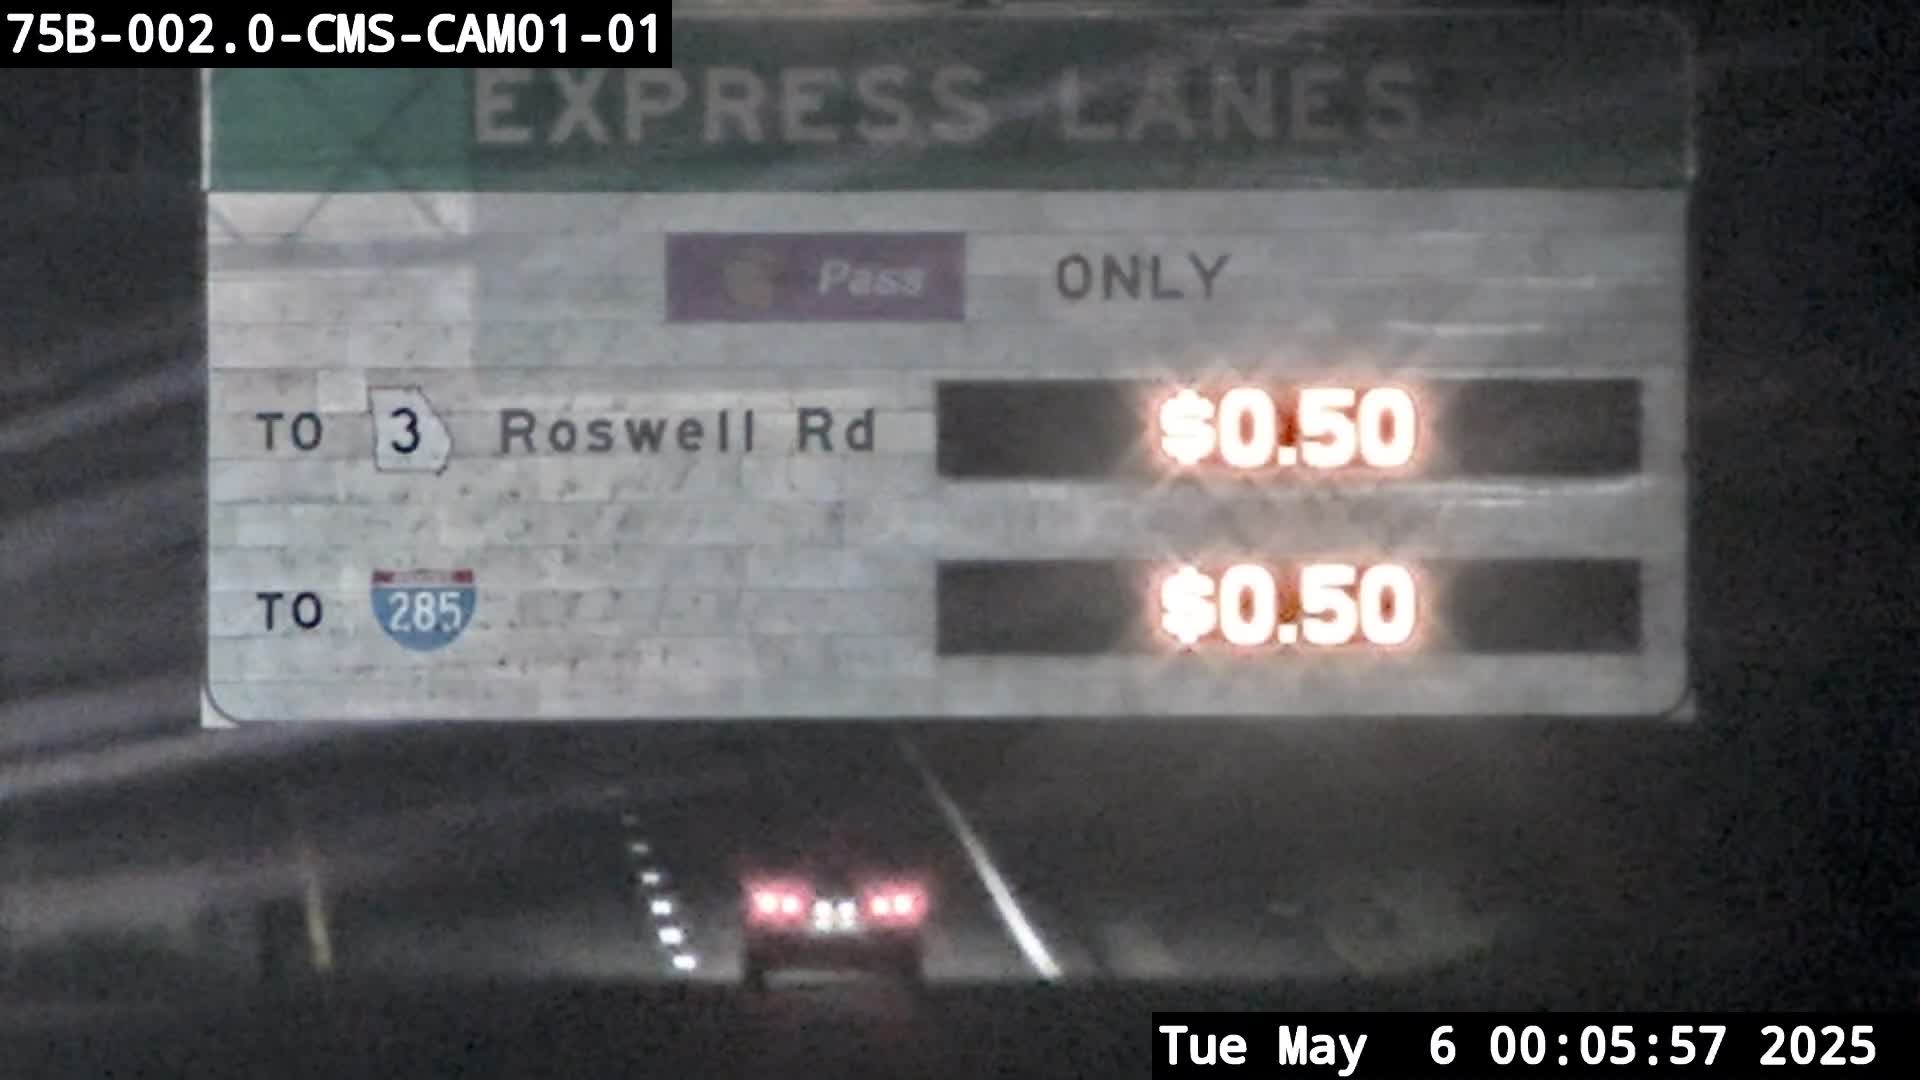 75B-002.0-CMS-CAM01-01
EXPRESS LANES
Pass ONLY
TO 3 Roswell Rd $0.50
TO 285 $0.50
Tue May 6 00:05:57 2025